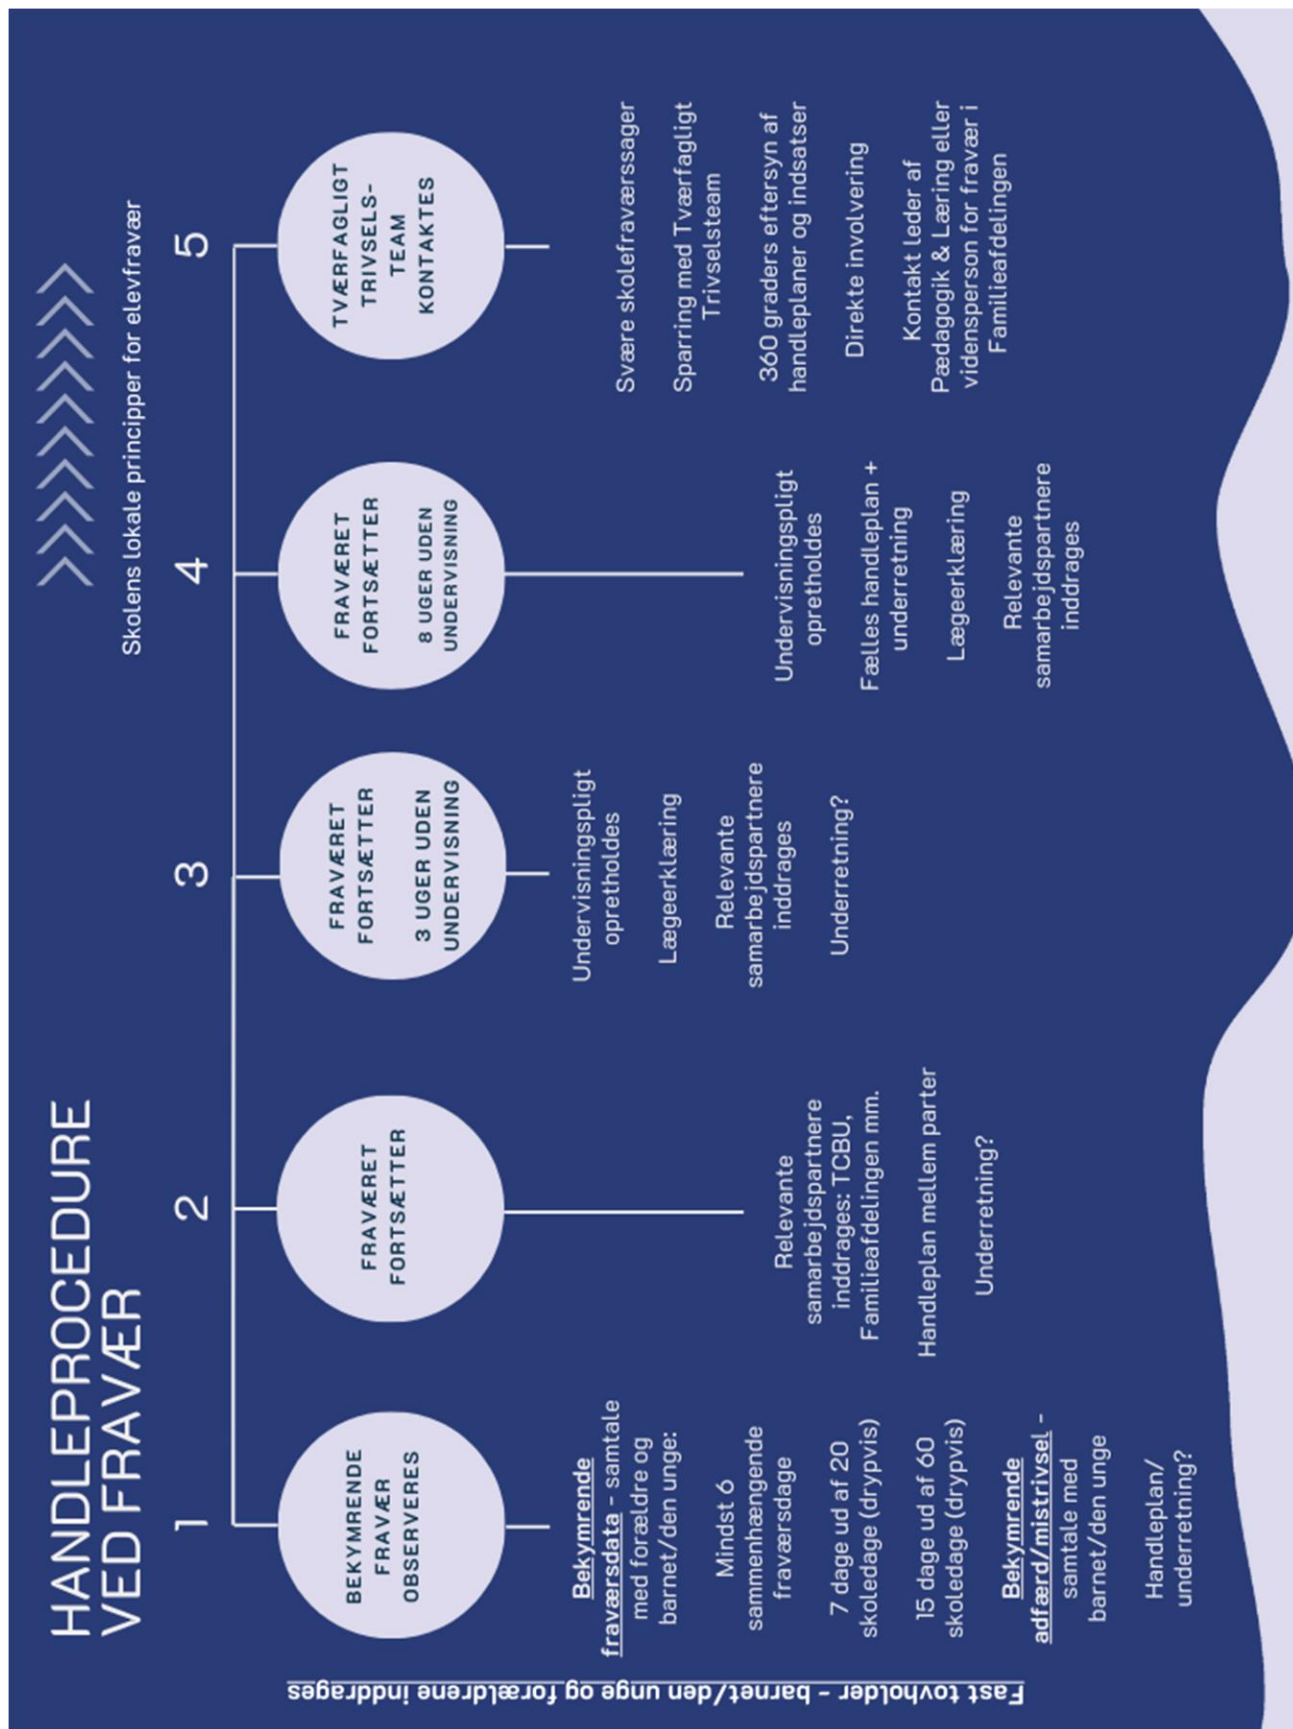 HANDLEPROCEDURE
VED FRAVÆR
Skolens lokale principper for elevfravær
Fast tovholder - barnet/den unge og forældrene inddrages
1
BEKYMRENDE
FRAVÆR
OBSERVERES
Bekymrende
fraværsdata - samtale
med forældre og
barnet/den unge:
Mindst 6
sammenhængende
fraværsdage
7 dage ud af 20
skoledage (drypvis)
15 dage ud af 60
skoledage (drypvis)
Bekymrende
adfærd/mistrivsel -
samtale med
barnet/den unge
Handleplan/
underretning?
2
FRAVÆRET
FORTSÆTTER
Relevante
samarbejdspartnere
inddrages: TCBU,
Familieafdelingen mm.
Handleplan mellem parter
Underretning?
3
FRAVÆRET
FORTSÆTTER
3 UGER UDEN
UNDERVISNING
Undervisningspligt
opretholdes
Lægeerklæring
Relevante
samarbejdspartnere
inddrages
Underretning?
4
FRAVÆRET
FORTSÆTTER
8 UGER UDEN
UNDERVISNING
Undervisningspligt
opretholdes
Fælles handleplan +
underretning
Lægeerklæring
Relevante
samarbejdspartnere
inddrages
5
TVÆRFAGLIGT
TRIVSELS-
TEAM
KONTAKTES
Svære skolefraværssager
Sparring med Tværfagligt
Trivselsteam
360 graders eftersyn af
handleplaner og indsatser
Direkte involvering
Kontakt leder af
Pædagogik & Læring eller
vidensperson for fravær i
Familieafdelingen